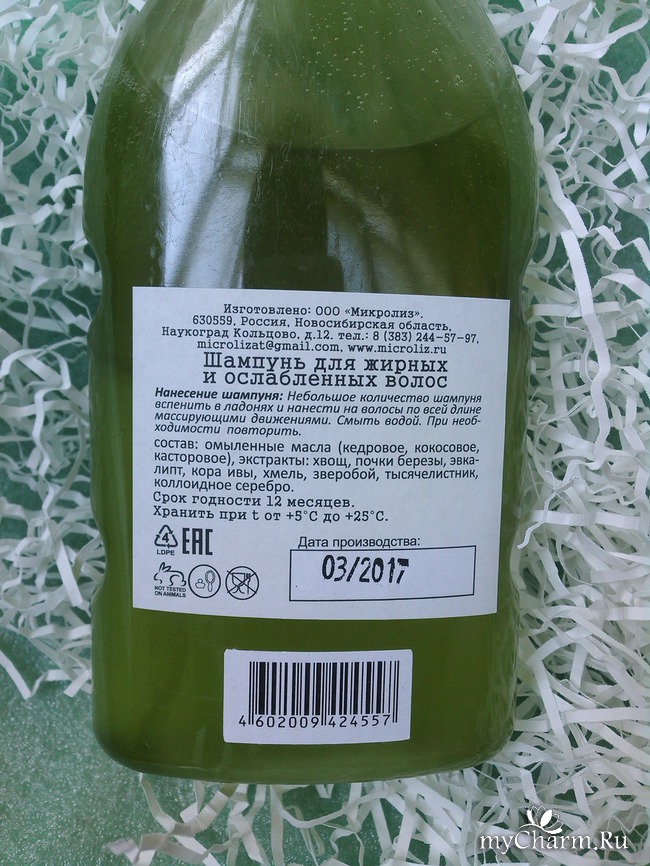 Изготовлено: ООО «Микролиз».
630559, Россия, Новосибирская область,
Наукоград Кольцово, д.12. тел.: 8 (383) 244-57-97,
microlizat@gmail.com, www.microliz.ru
Шампунь для жирных
и ослабленных волос
Нанесение шампуня: Небольшое количество шампуня
вспенить в ладонях и нанести на волосы по всей длине
массирующими движениями. Смыть водой. При необ-
ходимости повторить.
состав: омыленные масла (кедровое, кокосовое,
касторовое), экстракты: хвощ, почки березы, эвка-
липт, кора ивы, хмель, зверобой, тысячелистник,
коллоидное серебро.
Срок годности 12 месяцев.
Хранить при t от +5°С до +25°С.
4
LDPE
EAC
Дата производства:
03/2017
NOT TESTED
ON ANIMALS
4 602009 424557
myCharm.Ru